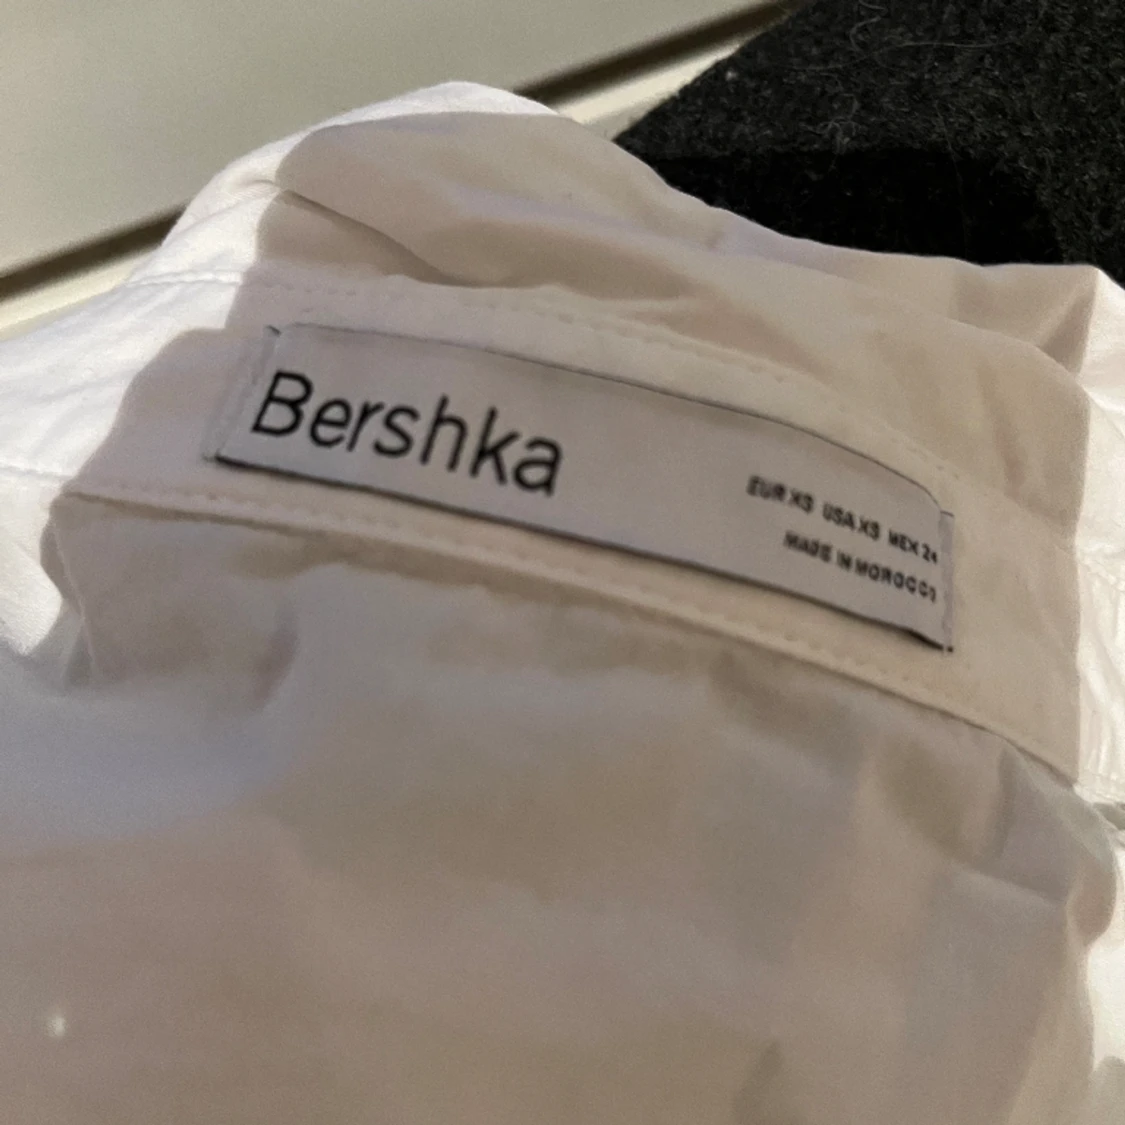 Bershka
EUR XS USA XS MEX 24
MADE IN MOROCCO